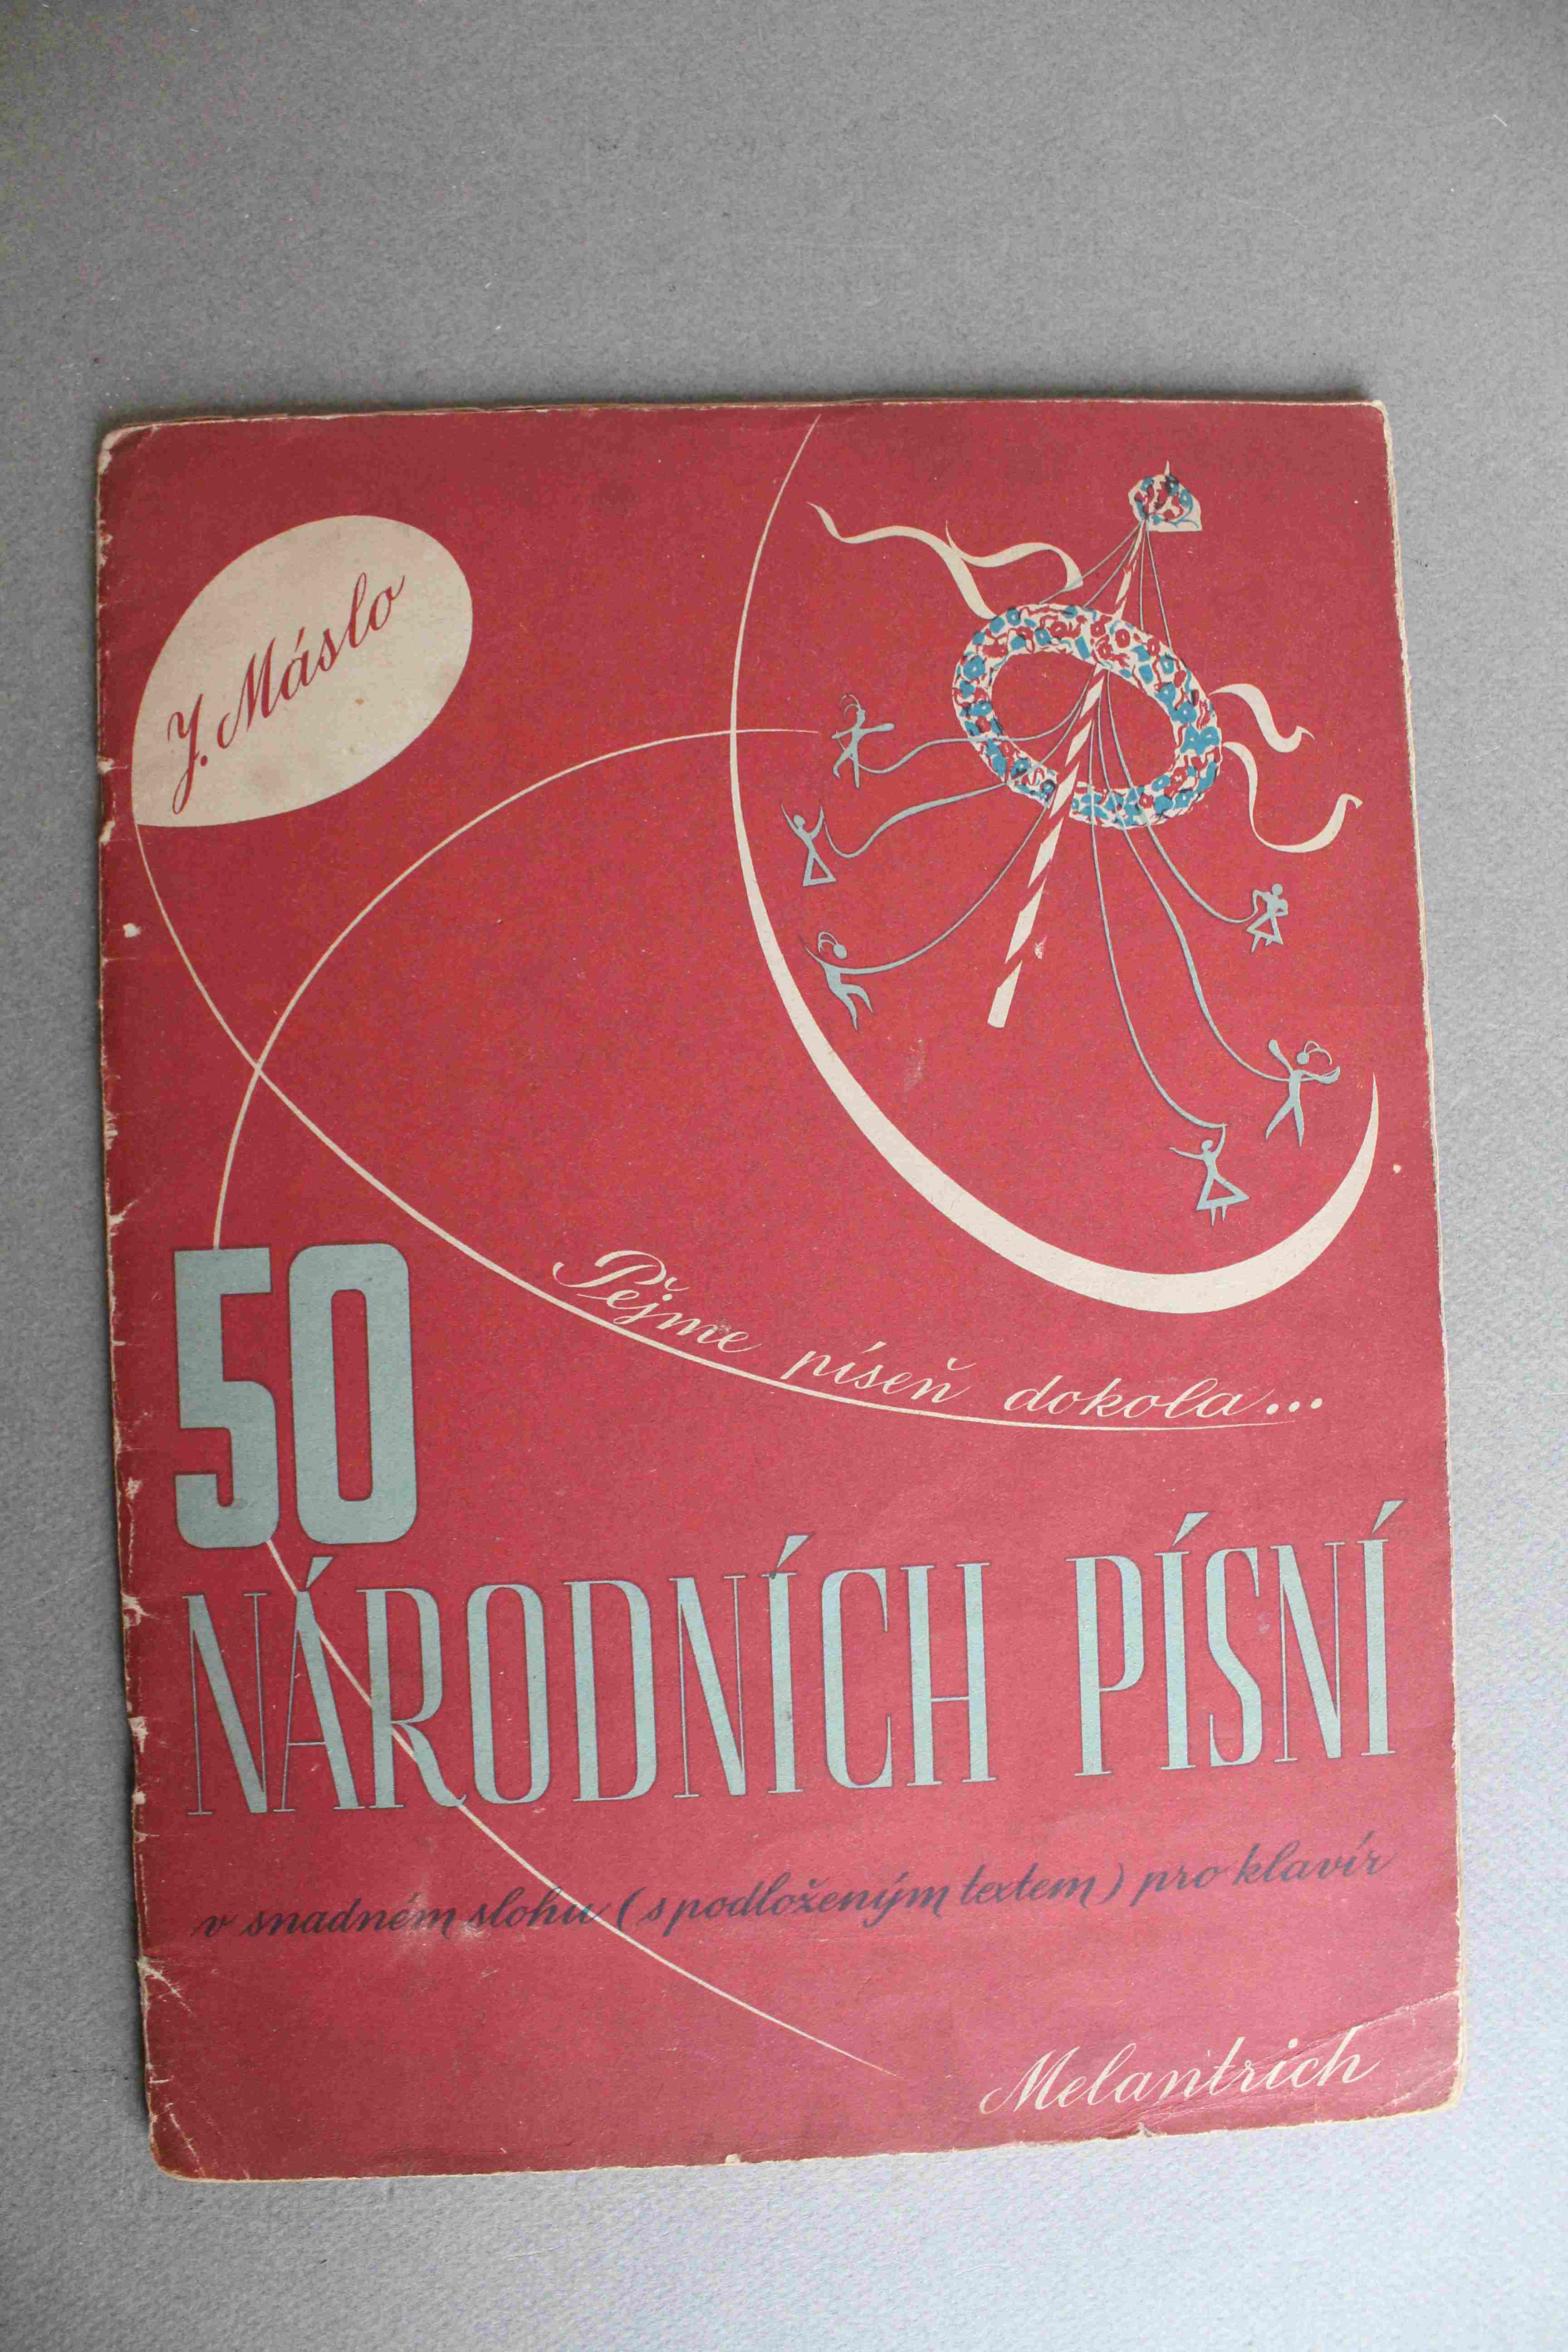 J. Máslo
Pějme píseň dokola...
50
NÁRODNÍCH PÍSNÍ
v snadném slohu (s podloženým textem) pro klavír
Melantrich